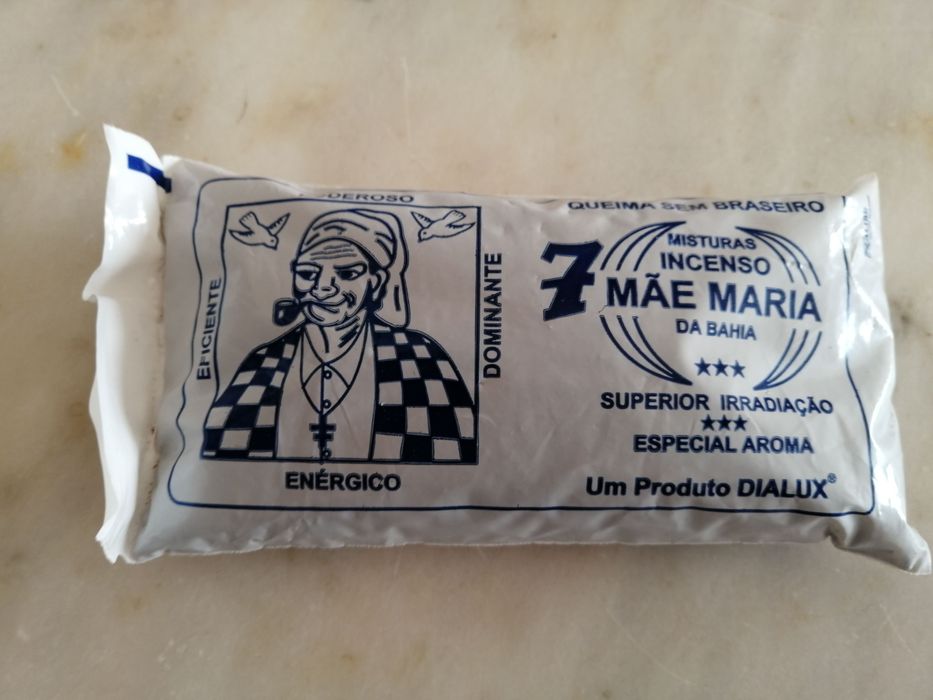 PODEROSO
EFICIENTE
DOMINANTE
ENÉRGICO
QUEIMA SEM BRASEIRO
7
MISTURAS
INCENSO
MÃE MARIA
DA BAHIA
SUPERIOR IRRADIAÇÃO
ESPECIAL AROMA
Um Produto DIALUX®